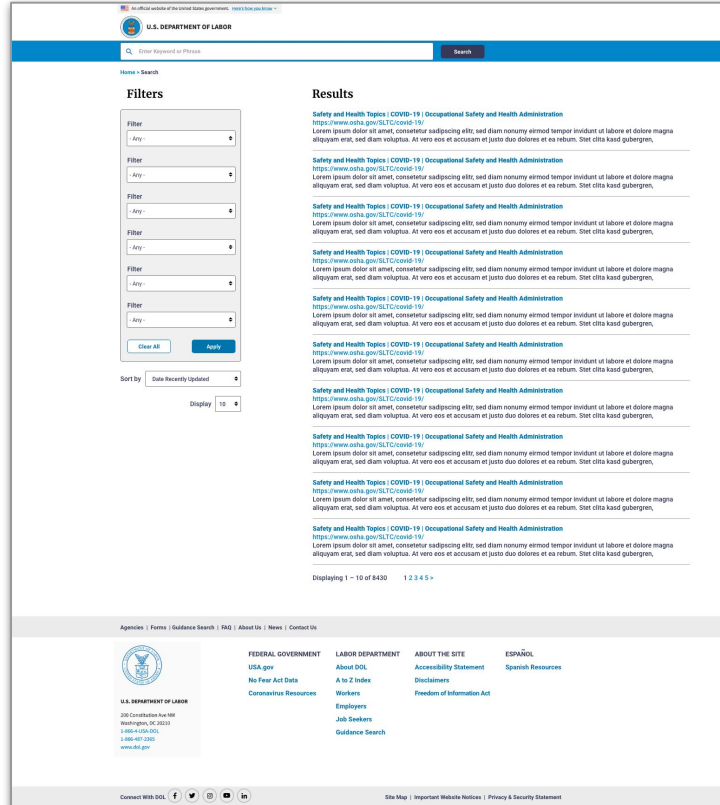 An official website of the United States government. Here's how you know
U.S. DEPARTMENT OF LABOR
Enter Keyword or Phrase
Search
Home > Search
Filters
Filter
- Any -
Filter
- Any -
Filter
- Any -
Filter
- Any -
Filter
- Any -
Filter
- Any -
Clear All
Apply
Sort by
Date Recently Updated
Display
10
Results
Safety and Health Topics | COVID-19 | Occupational Safety and Health Administration
https://www.osha.gov/SLTC/covid-19/
Lorem ipsum dolor sit amet, consetetur sadipscing elitr, sed diam nonumy eirmod tempor invidunt ut labore et dolore magna
aliquyam erat, sed diam voluptua. At vero eos et accusam et justo duo dolores et ea rebum. Stet clita kasd gubergren,
Safety and Health Topics | COVID-19 | Occupational Safety and Health Administration
https://www.osha.gov/SLTC/covid-19/
Lorem ipsum dolor sit amet, consetetur sadipscing elitr, sed diam nonumy eirmod tempor invidunt ut labore et dolore magna
aliquyam erat, sed diam voluptua. At vero eos et accusam et justo duo dolores et ea rebum. Stet clita kasd gubergren,
Safety and Health Topics | COVID-19 | Occupational Safety and Health Administration
https://www.osha.gov/SLTC/covid-19/
Lorem ipsum dolor sit amet, consetetur sadipscing elitr, sed diam nonumy eirmod tempor invidunt ut labore et dolore magna
aliquyam erat, sed diam voluptua. At vero eos et accusam et justo duo dolores et ea rebum. Stet clita kasd gubergren,
Safety and Health Topics | COVID-19 | Occupational Safety and Health Administration
https://www.osha.gov/SLTC/covid-19/
Lorem ipsum dolor sit amet, consetetur sadipscing elitr, sed diam nonumy eirmod tempor invidunt ut labore et dolore magna
aliquyam erat, sed diam voluptua. At vero eos et accusam et justo duo dolores et ea rebum. Stet clita kasd gubergren,
Safety and Health Topics | COVID-19 | Occupational Safety and Health Administration
https://www.osha.gov/SLTC/covid-19/
Lorem ipsum dolor sit amet, consetetur sadipscing elitr, sed diam nonumy eirmod tempor invidunt ut labore et dolore magna
aliquyam erat, sed diam voluptua. At vero eos et accusam et justo duo dolores et ea rebum. Stet clita kasd gubergren,
Safety and Health Topics | COVID-19 | Occupational Safety and Health Administration
https://www.osha.gov/SLTC/covid-19/
Lorem ipsum dolor sit amet, consetetur sadipscing elitr, sed diam nonumy eirmod tempor invidunt ut labore et dolore magna
aliquyam erat, sed diam voluptua. At vero eos et accusam et justo duo dolores et ea rebum. Stet clita kasd gubergren,
Safety and Health Topics | COVID-19 | Occupational Safety and Health Administration
https://www.osha.gov/SLTC/covid-19/
Lorem ipsum dolor sit amet, consetetur sadipscing elitr, sed diam nonumy eirmod tempor invidunt ut labore et dolore magna
aliquyam erat, sed diam voluptua. At vero eos et accusam et justo duo dolores et ea rebum. Stet clita kasd gubergren,
Safety and Health Topics | COVID-19 | Occupational Safety and Health Administration
https://www.osha.gov/SLTC/covid-19/
Lorem ipsum dolor sit amet, consetetur sadipscing elitr, sed diam nonumy eirmod tempor invidunt ut labore et dolore magna
aliquyam erat, sed diam voluptua. At vero eos et accusam et justo duo dolores et ea rebum. Stet clita kasd gubergren,
Safety and Health Topics | COVID-19 | Occupational Safety and Health Administration
https://www.osha.gov/SLTC/covid-19/
Lorem ipsum dolor sit amet, consetetur sadipscing elitr, sed diam nonumy eirmod tempor invidunt ut labore et dolore magna
aliquyam erat, sed diam voluptua. At vero eos et accusam et justo duo dolores et ea rebum. Stet clita kasd gubergren,
Safety and Health Topics | COVID-19 | Occupational Safety and Health Administration
https://www.osha.gov/SLTC/covid-19/
Lorem ipsum dolor sit amet, consetetur sadipscing elitr, sed diam nonumy eirmod tempor invidunt ut labore et dolore magna
aliquyam erat, sed diam voluptua. At vero eos et accusam et justo duo dolores et ea rebum. Stet clita kasd gubergren,
Displaying 1 – 10 of 8430 1 2 3 4 5 >
Agencies | Forms | Guidance Search | FAQ | About Us | News | Contact Us
U.S. DEPARTMENT OF LABOR
200 Constitution Ave NW
Washington, DC 20210
1-866-4-USA-DOL
1-866-487-2365
www.dol.gov
FEDERAL GOVERNMENT
USA.gov
No Fear Act Data
Coronavirus Resources
LABOR DEPARTMENT
About DOL
A to Z Index
Workers
Employers
Job Seekers
Guidance Search
ABOUT THE SITE
Accessibility Statement
Disclaimers
Freedom of Information Act
ESPAÑOL
Spanish Resources
Connect With DOL
Site Map | Important Website Notices | Privacy & Security Statement